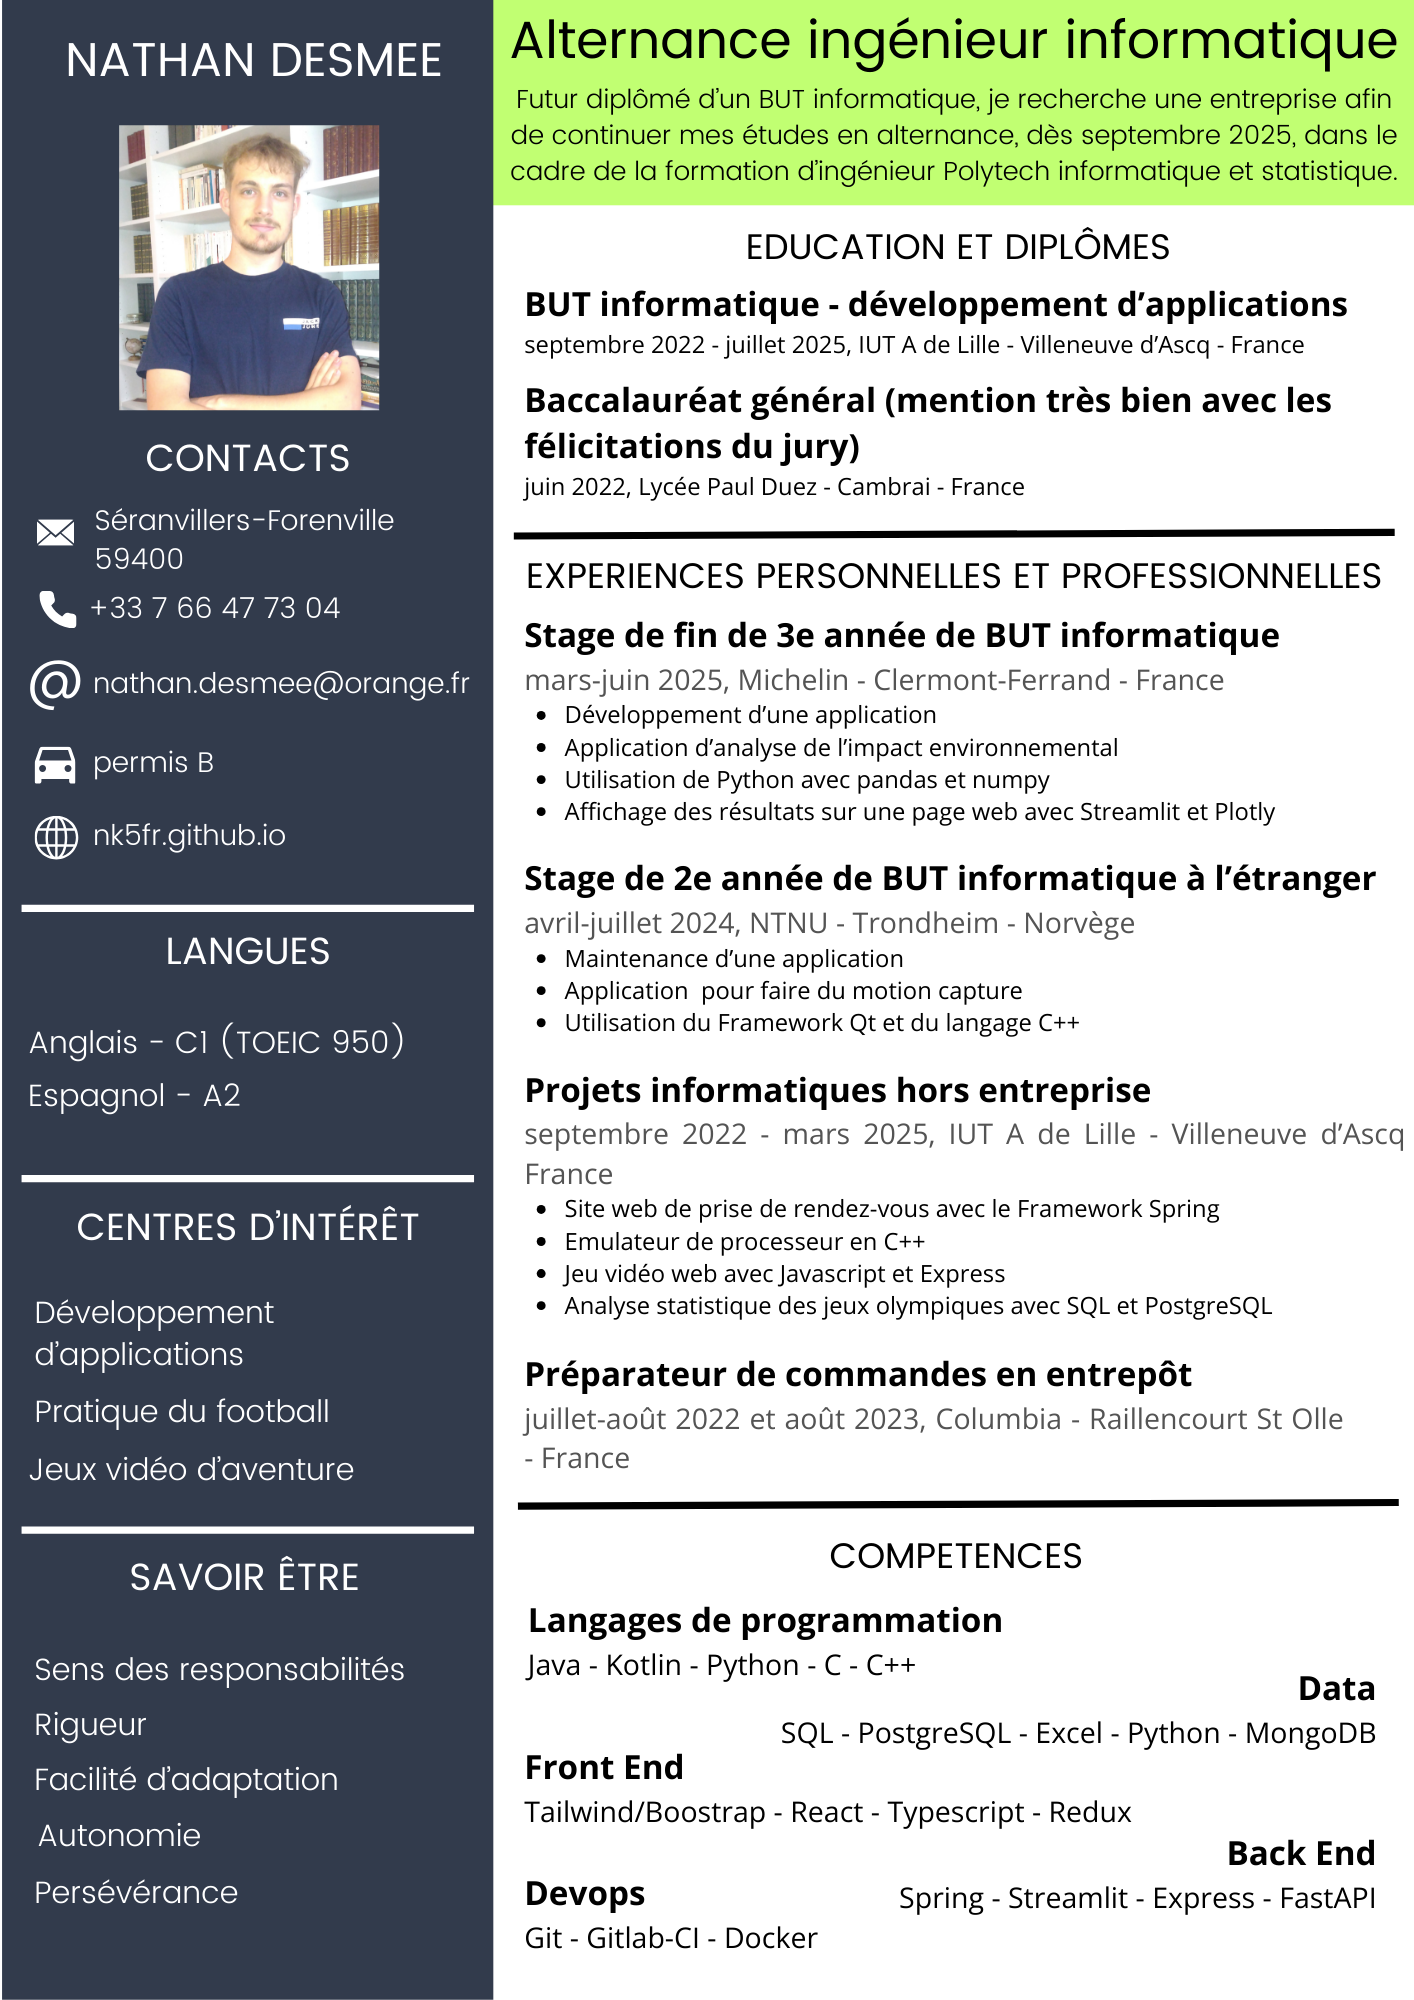 NATHAN DESMEE
CONTACTS
Séranvillers-Forenville
59400
+33 7 66 47 73 04
nathan.desmee@orange.fr
permis B
nk5fr.github.io
LANGUES
Anglais - C1 (TOEIC 950)
Espagnol - A2
CENTRES D’INTÉRÊT
Développement
d’applications
Pratique du football
Jeux vidéo d’aventure
SAVOIR ÊTRE
Sens des responsabilités
Rigueur
Facilité d’adaptation
Autonomie
Persévérance
Alternance ingénieur informatique
Futur diplômé d’un BUT informatique, je recherche une entreprise afin
de continuer mes études en alternance, dès septembre 2025, dans le
cadre de la formation d’ingénieur Polytech informatique et statistique.
EDUCATION ET DIPLÔMES
BUT informatique - développement d’applications
septembre 2022 - juillet 2025, IUT A de Lille - Villeneuve d’Ascq - France
Baccalauréat général (mention très bien avec les
félicitations du jury)
juin 2022, Lycée Paul Duez - Cambrai - France
EXPERIENCES PERSONNELLES ET PROFESSIONNELLES
Stage de fin de 3e année de BUT informatique
mars-juin 2025, Michelin - Clermont-Ferrand - France
• Développement d’une application
• Application d’analyse de l’impact environnemental
• Utilisation de Python avec pandas et numpy
• Affichage des résultats sur une page web avec Streamlit et Plotly
Stage de 2e année de BUT informatique à l’étranger
avril-juillet 2024, NTNU - Trondheim - Norvège
• Maintenance d’une application
• Application  pour faire du motion capture
• Utilisation du Framework Qt et du langage C++
Projets informatiques hors entreprise
septembre 2022 - mars 2025, IUT A de Lille - Villeneuve d’Ascq
France
• Site web de prise de rendez-vous avec le Framework Spring
• Emulateur de processeur en C++
• Jeu vidéo web avec Javascript et Express
• Analyse statistique des jeux olympiques avec SQL et PostgreSQL
Préparateur de commandes en entrepôt
juillet-août 2022 et août 2023, Columbia - Raillencourt St Olle
- France
COMPETENCES
Langages de programmation
Java - Kotlin - Python - C - C++
Data
SQL - PostgreSQL - Excel - Python - MongoDB
Front End
Tailwind/Boostrap - React - Typescript - Redux
Back End
Spring - Streamlit - Express - FastAPI
Devops
Git - Gitlab-CI - Docker